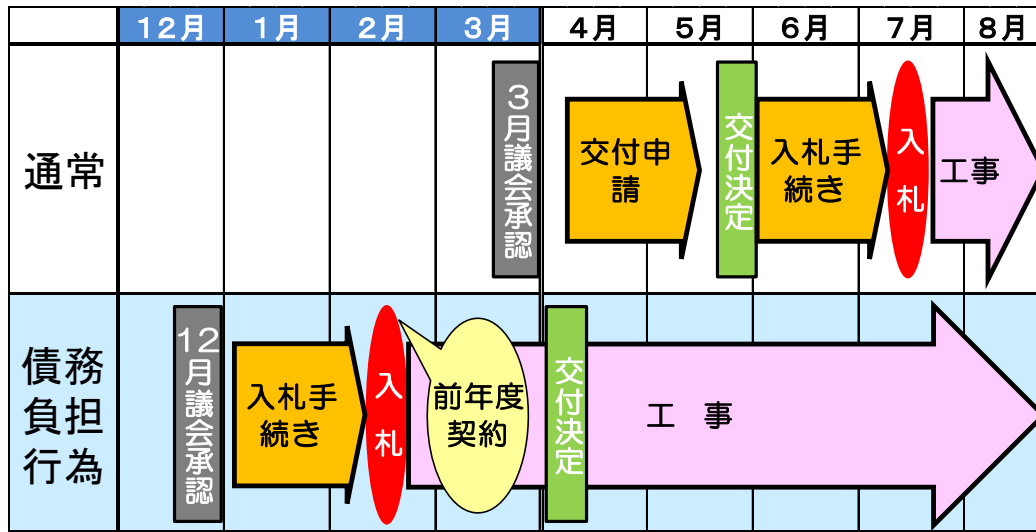 12月 1月 2月 3月 4月 5月 6月 7月 8月
通常
3月議会承認
交付申
請
交付決定
入札手
続き
入
札
工事
債務
負担
行為
12月議会承認
入札手
続き
入
札
前年度
契約
交付決定
工 事